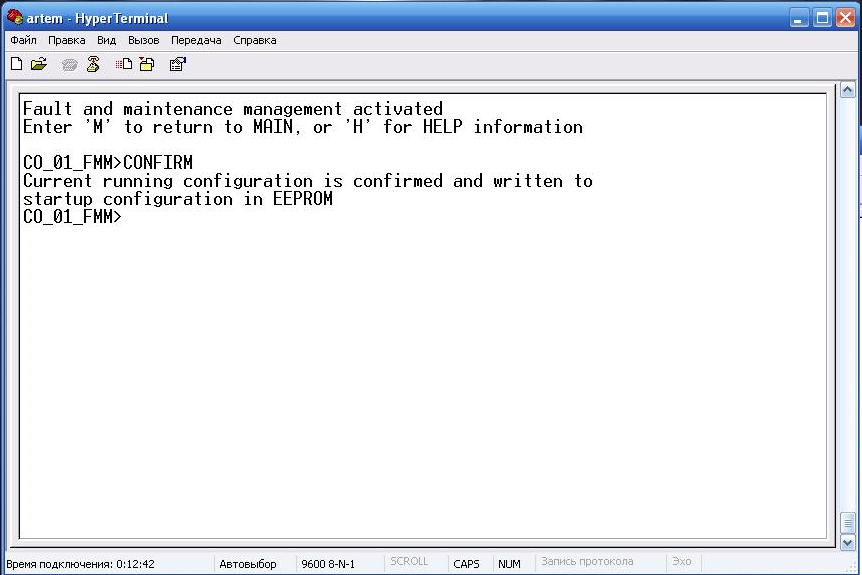 artem - HyperTerminal
Файл Правка Вид Вызов Передача Справка
Fault and maintenance management activated
Enter 'M' to return to MAIN, or 'H' for HELP information
CO_01_FMM>CONFIRM
Current running configuration is confirmed and written to
startup configuration in EEPROM
CO_01_FMM>
Время подключения: 0:12:42 Автовыбор 9600 8-N-1 SCROLL CAPS NUM Запись протокола Эхо